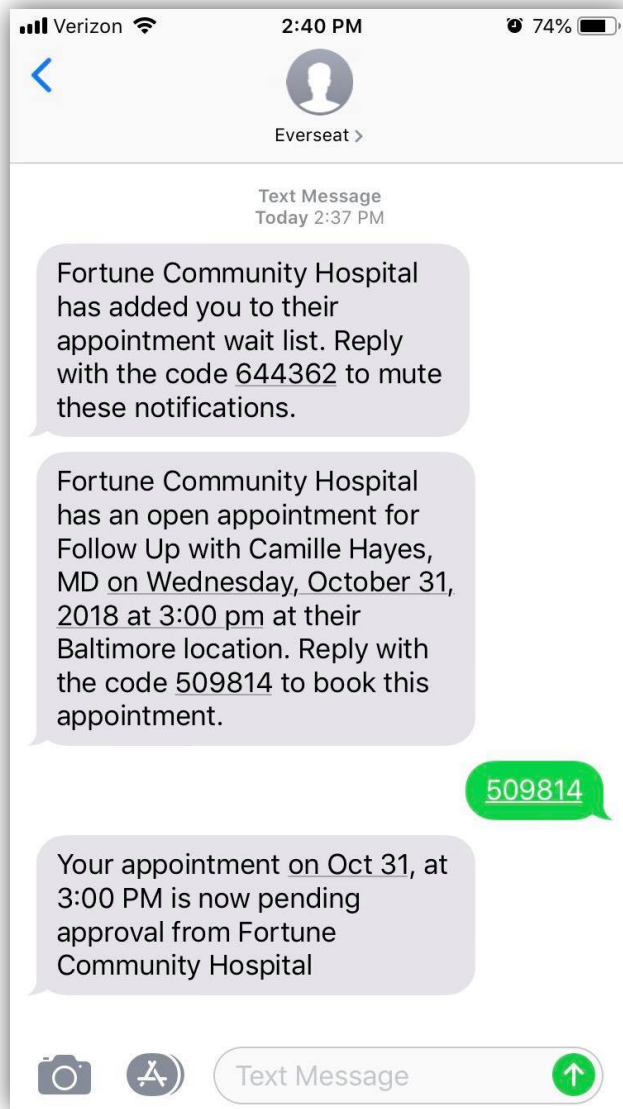 Verizon 2:40 PM 74%
Everseat >
Text Message
Today 2:37 PM
Fortune Community Hospital
has added you to their
appointment wait list. Reply
with the code 644362 to mute
these notifications.
Fortune Community Hospital
has an open appointment for
Follow Up with Camille Hayes,
MD on Wednesday, October 31,
2018 at 3:00 pm at their
Baltimore location. Reply with
the code 509814 to book this
appointment.
509814
Your appointment on Oct 31, at
3:00 PM is now pending
approval from Fortune
Community Hospital
Text Message